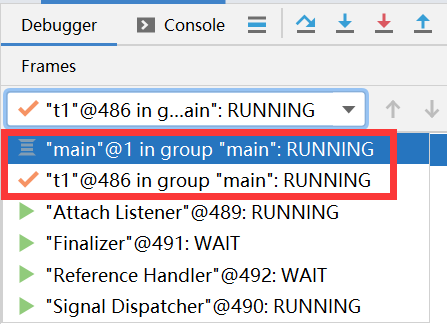 Debugger
Console
Frames
"t1"@486 in g...ain": RUNNING
"main"@1 in group "main": RUNNING
"t1"@486 in group "main": RUNNING
"Attach Listener"@489: RUNNING
"Finalizer"@491: WAIT
"Reference Handler"@492: WAIT
"Signal Dispatcher"@490: RUNNING